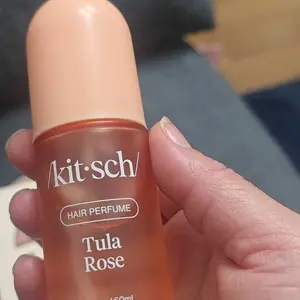 /kit·sch/
HAIR PERFUME
Tula
Rose